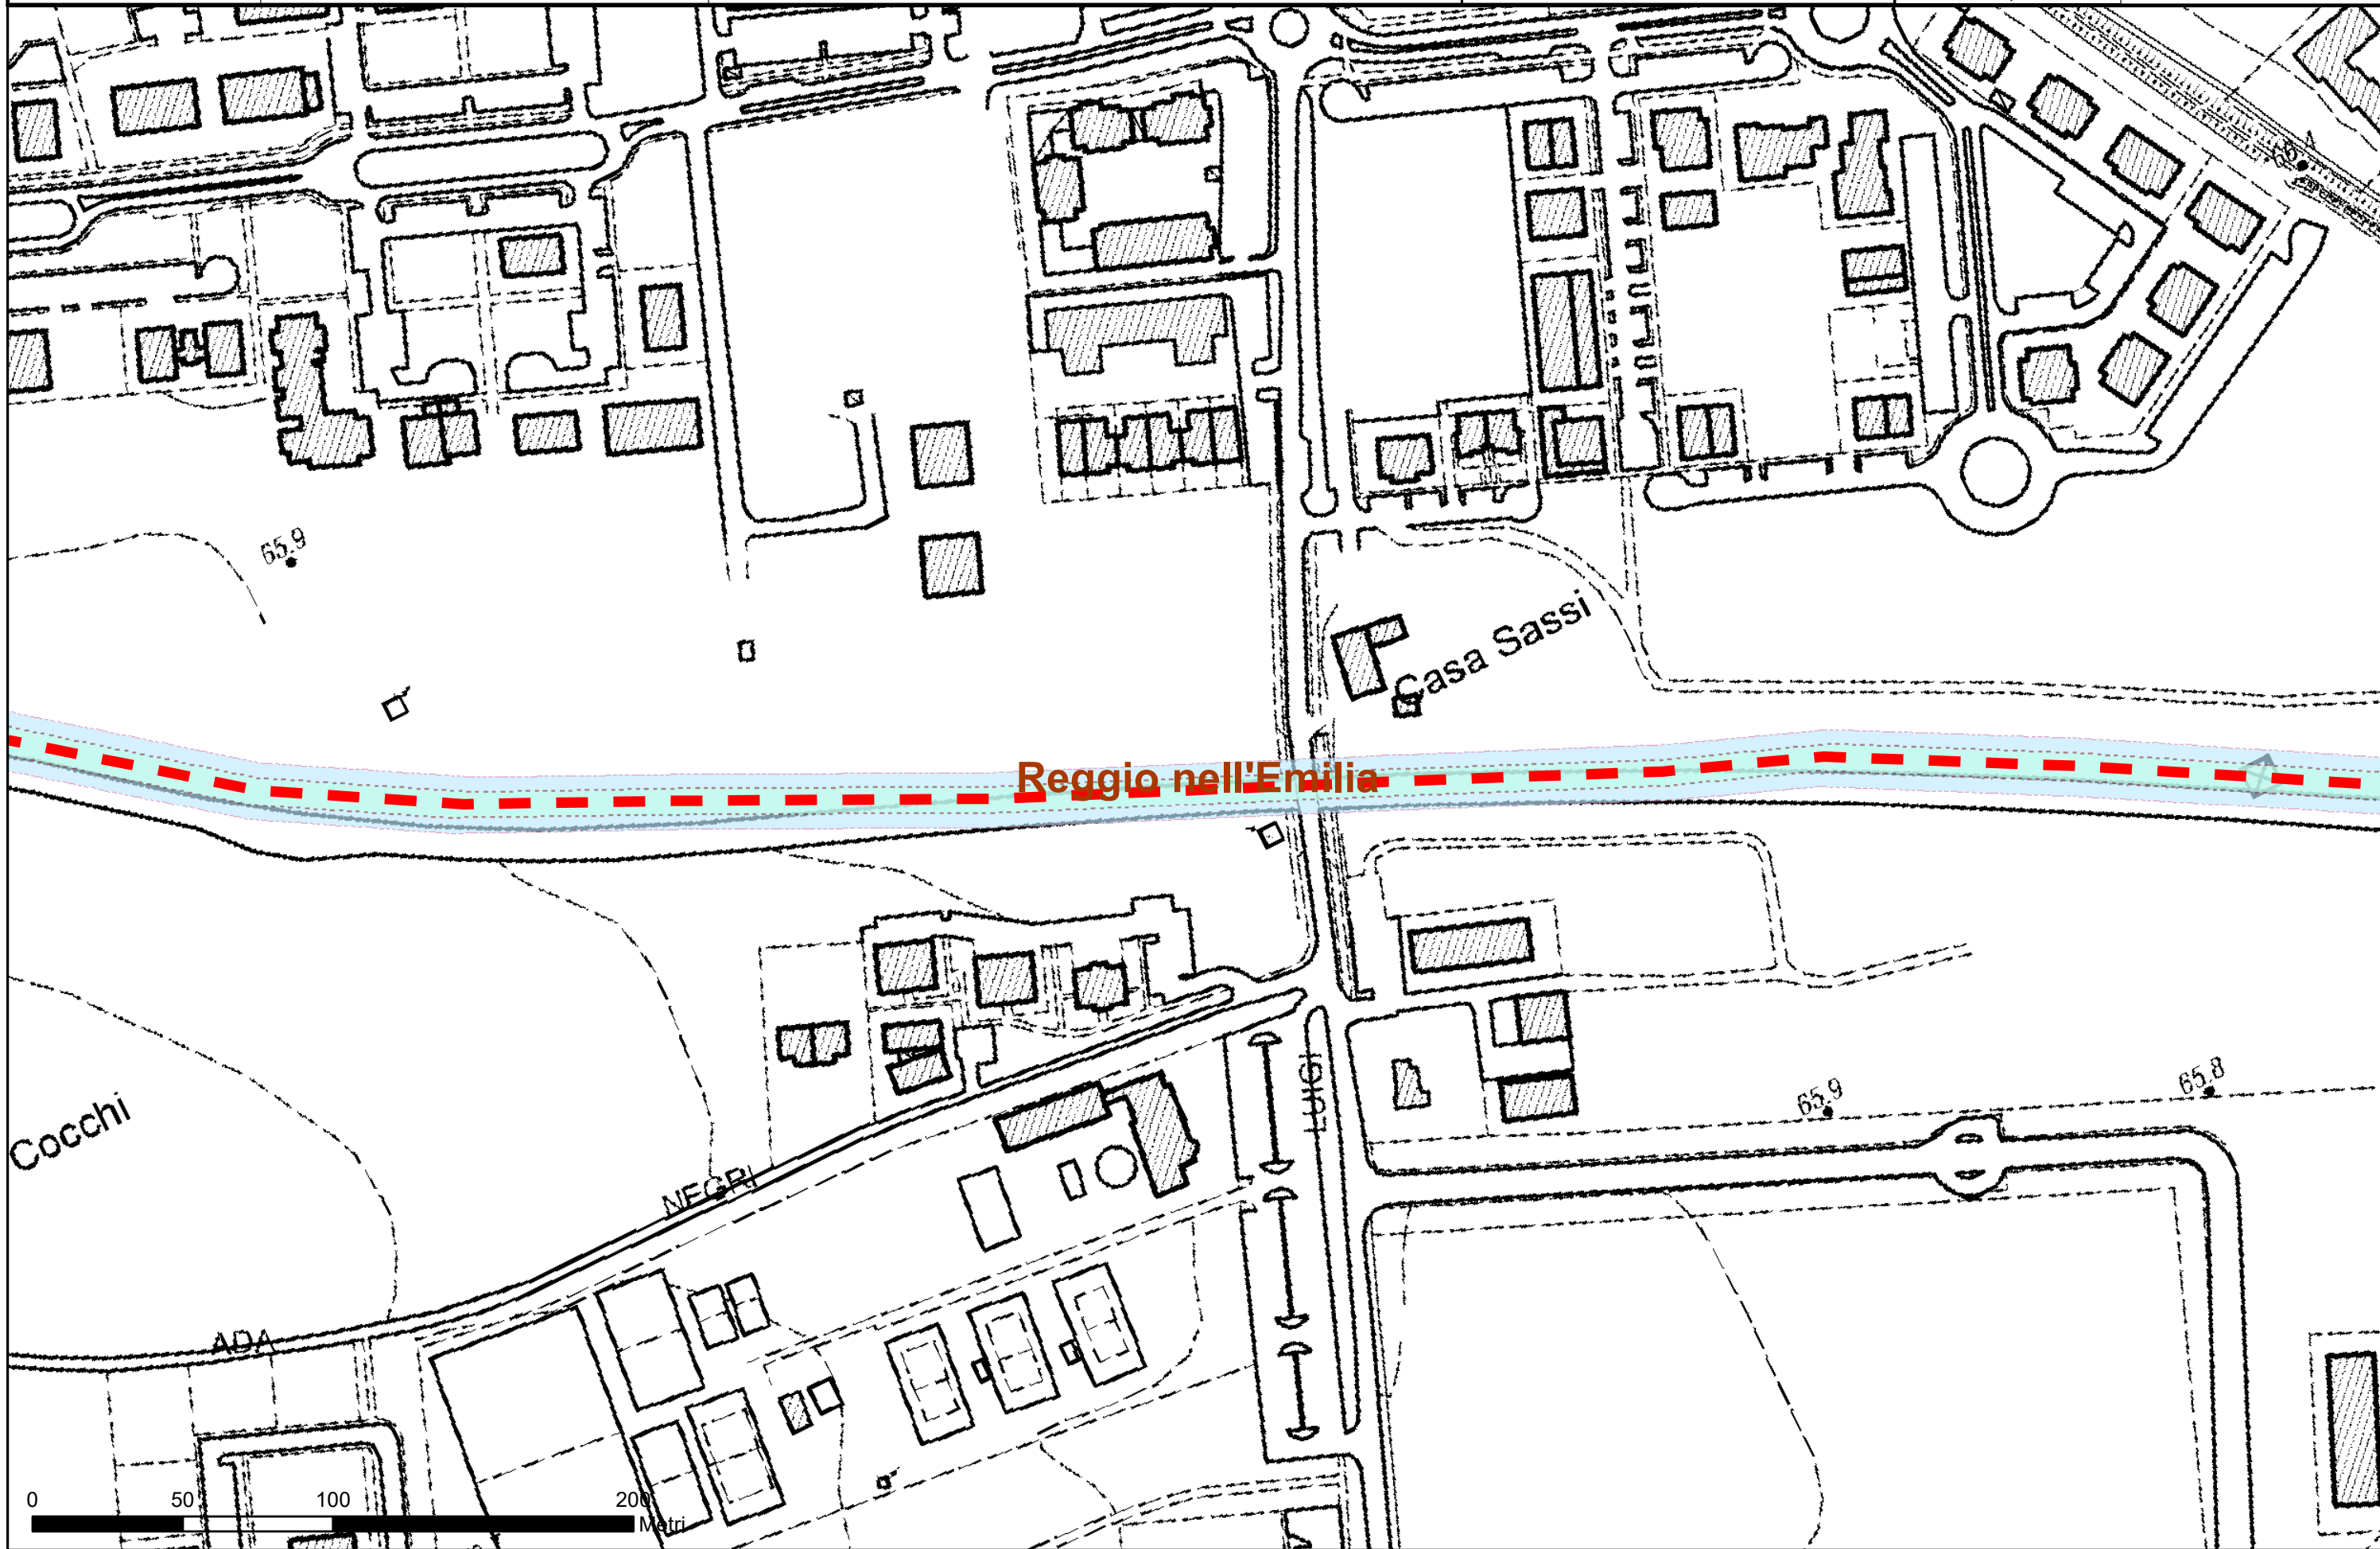 65.9
Casa Sassi
Reggio nell'Emilia
LUIGI
65.9
65.8
Cocchi
NEGRI
ADA
0 50 100 200
Metri